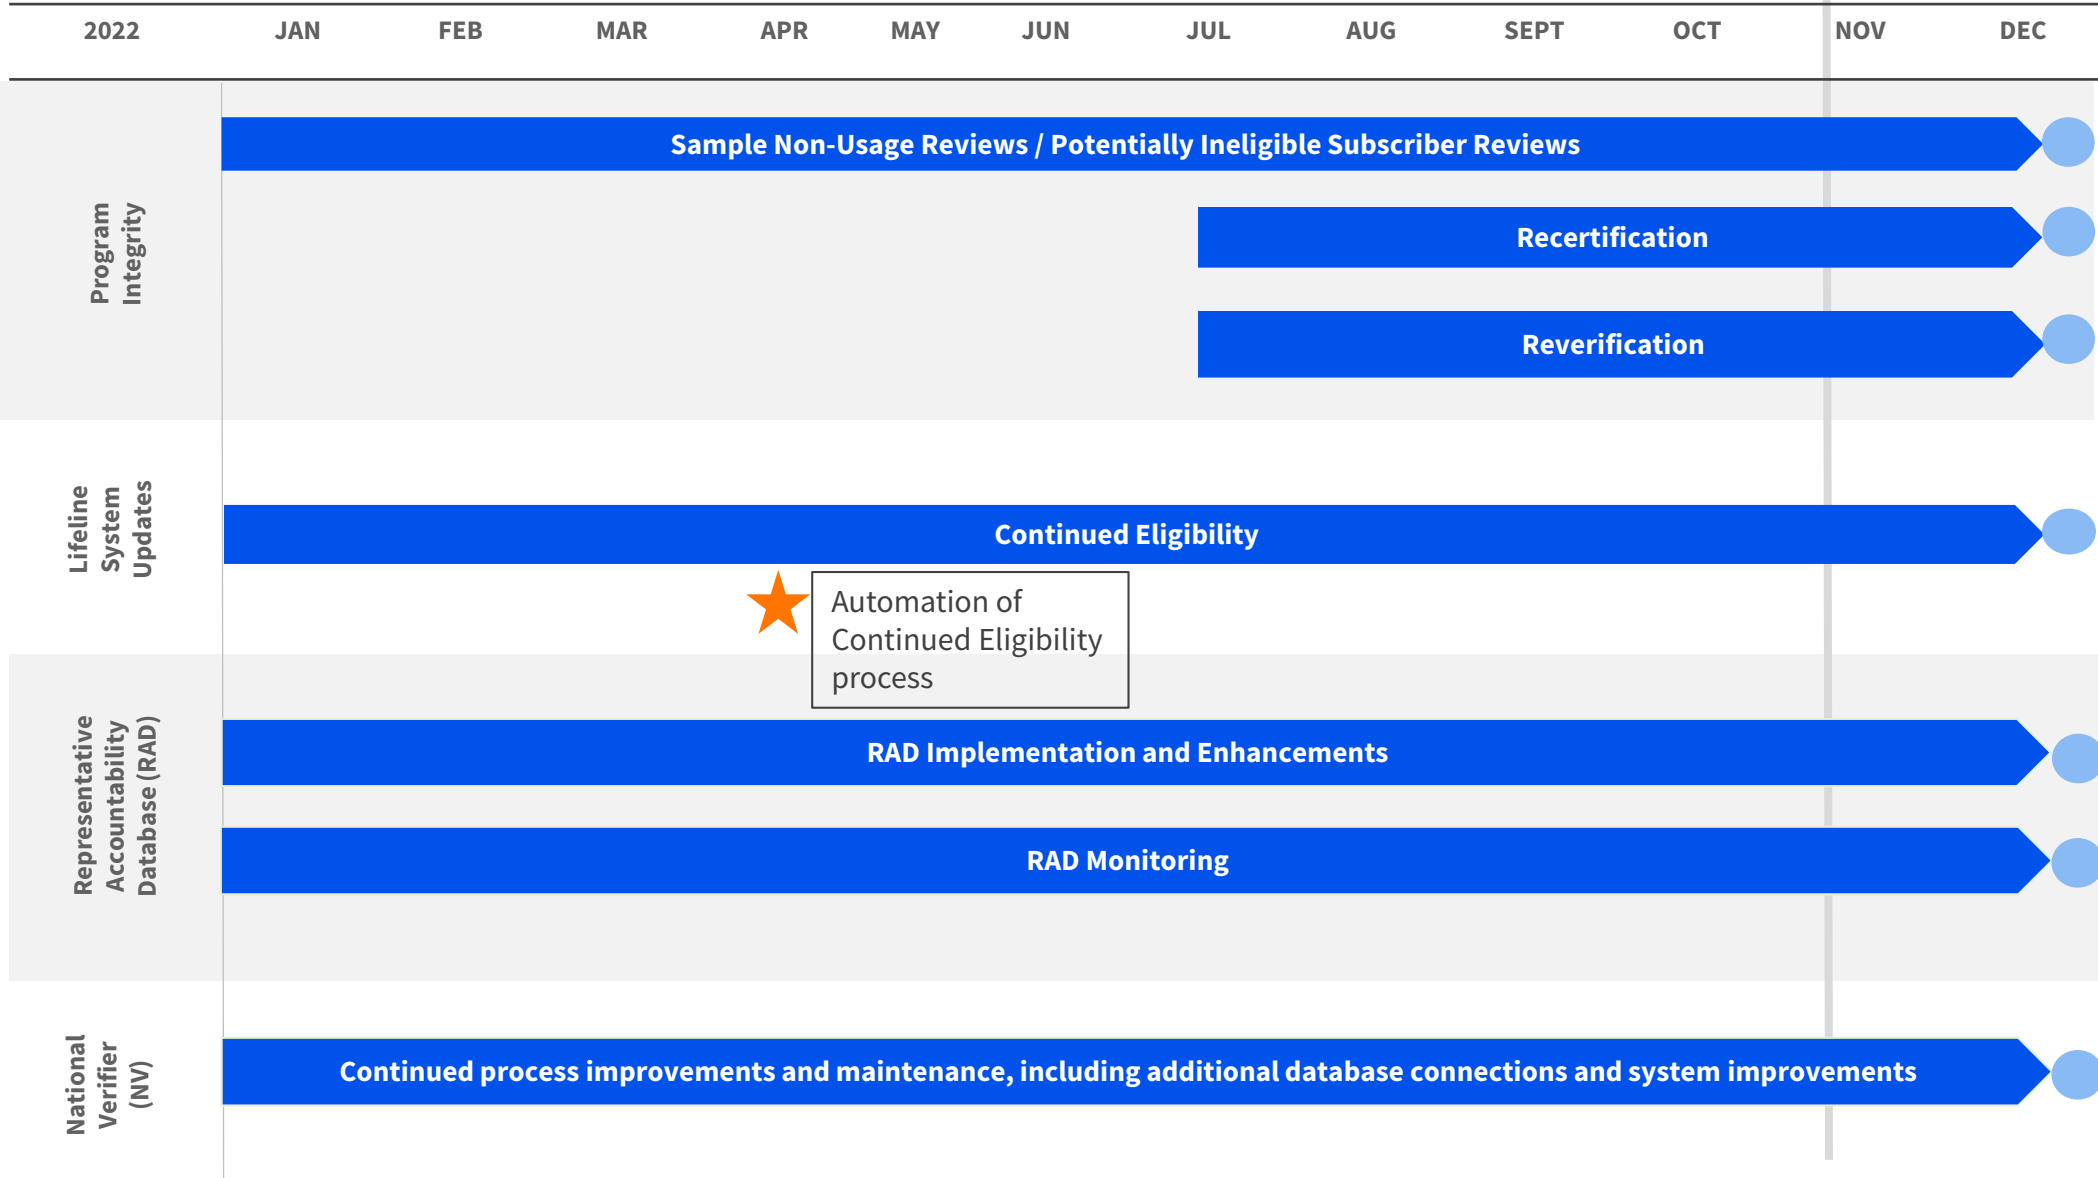 2022 JAN FEB MAR APR MAY JUN JUL AUG SEPT OCT NOV DEC
Program
Integrity
Sample Non-Usage Reviews / Potentially Ineligible Subscriber Reviews
Recertification
Reverification
Lifeline
System
Updates
Continued Eligibility
Automation of
Continued Eligibility
process
Representative
Accountability
Database (RAD)
RAD Implementation and Enhancements
RAD Monitoring
National
Verifier
(NV)
Continued process improvements and maintenance, including additional database connections and system improvements